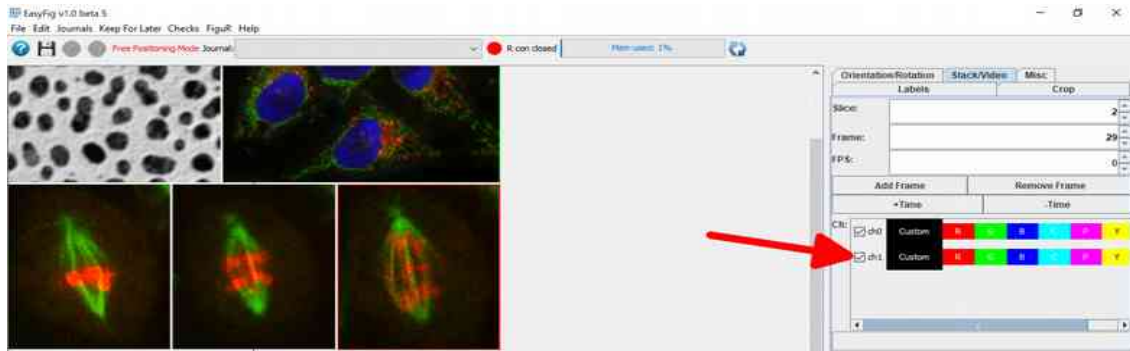 EasyFig v1.0 beta 5
File Edit Journals Keep For Later Checks FiguR Help
Free Positioning Mode Journal: R con closed Mem used: 1%
Orientation/Rotation Stack/Video Misc
Labels Crop
Slice: 2
Frame: 29
FPS: 0
Add Frame Remove Frame
+Time -Time
Ch: ch0 Custom R G B C P Y
ch1 Custom R G B C P Y